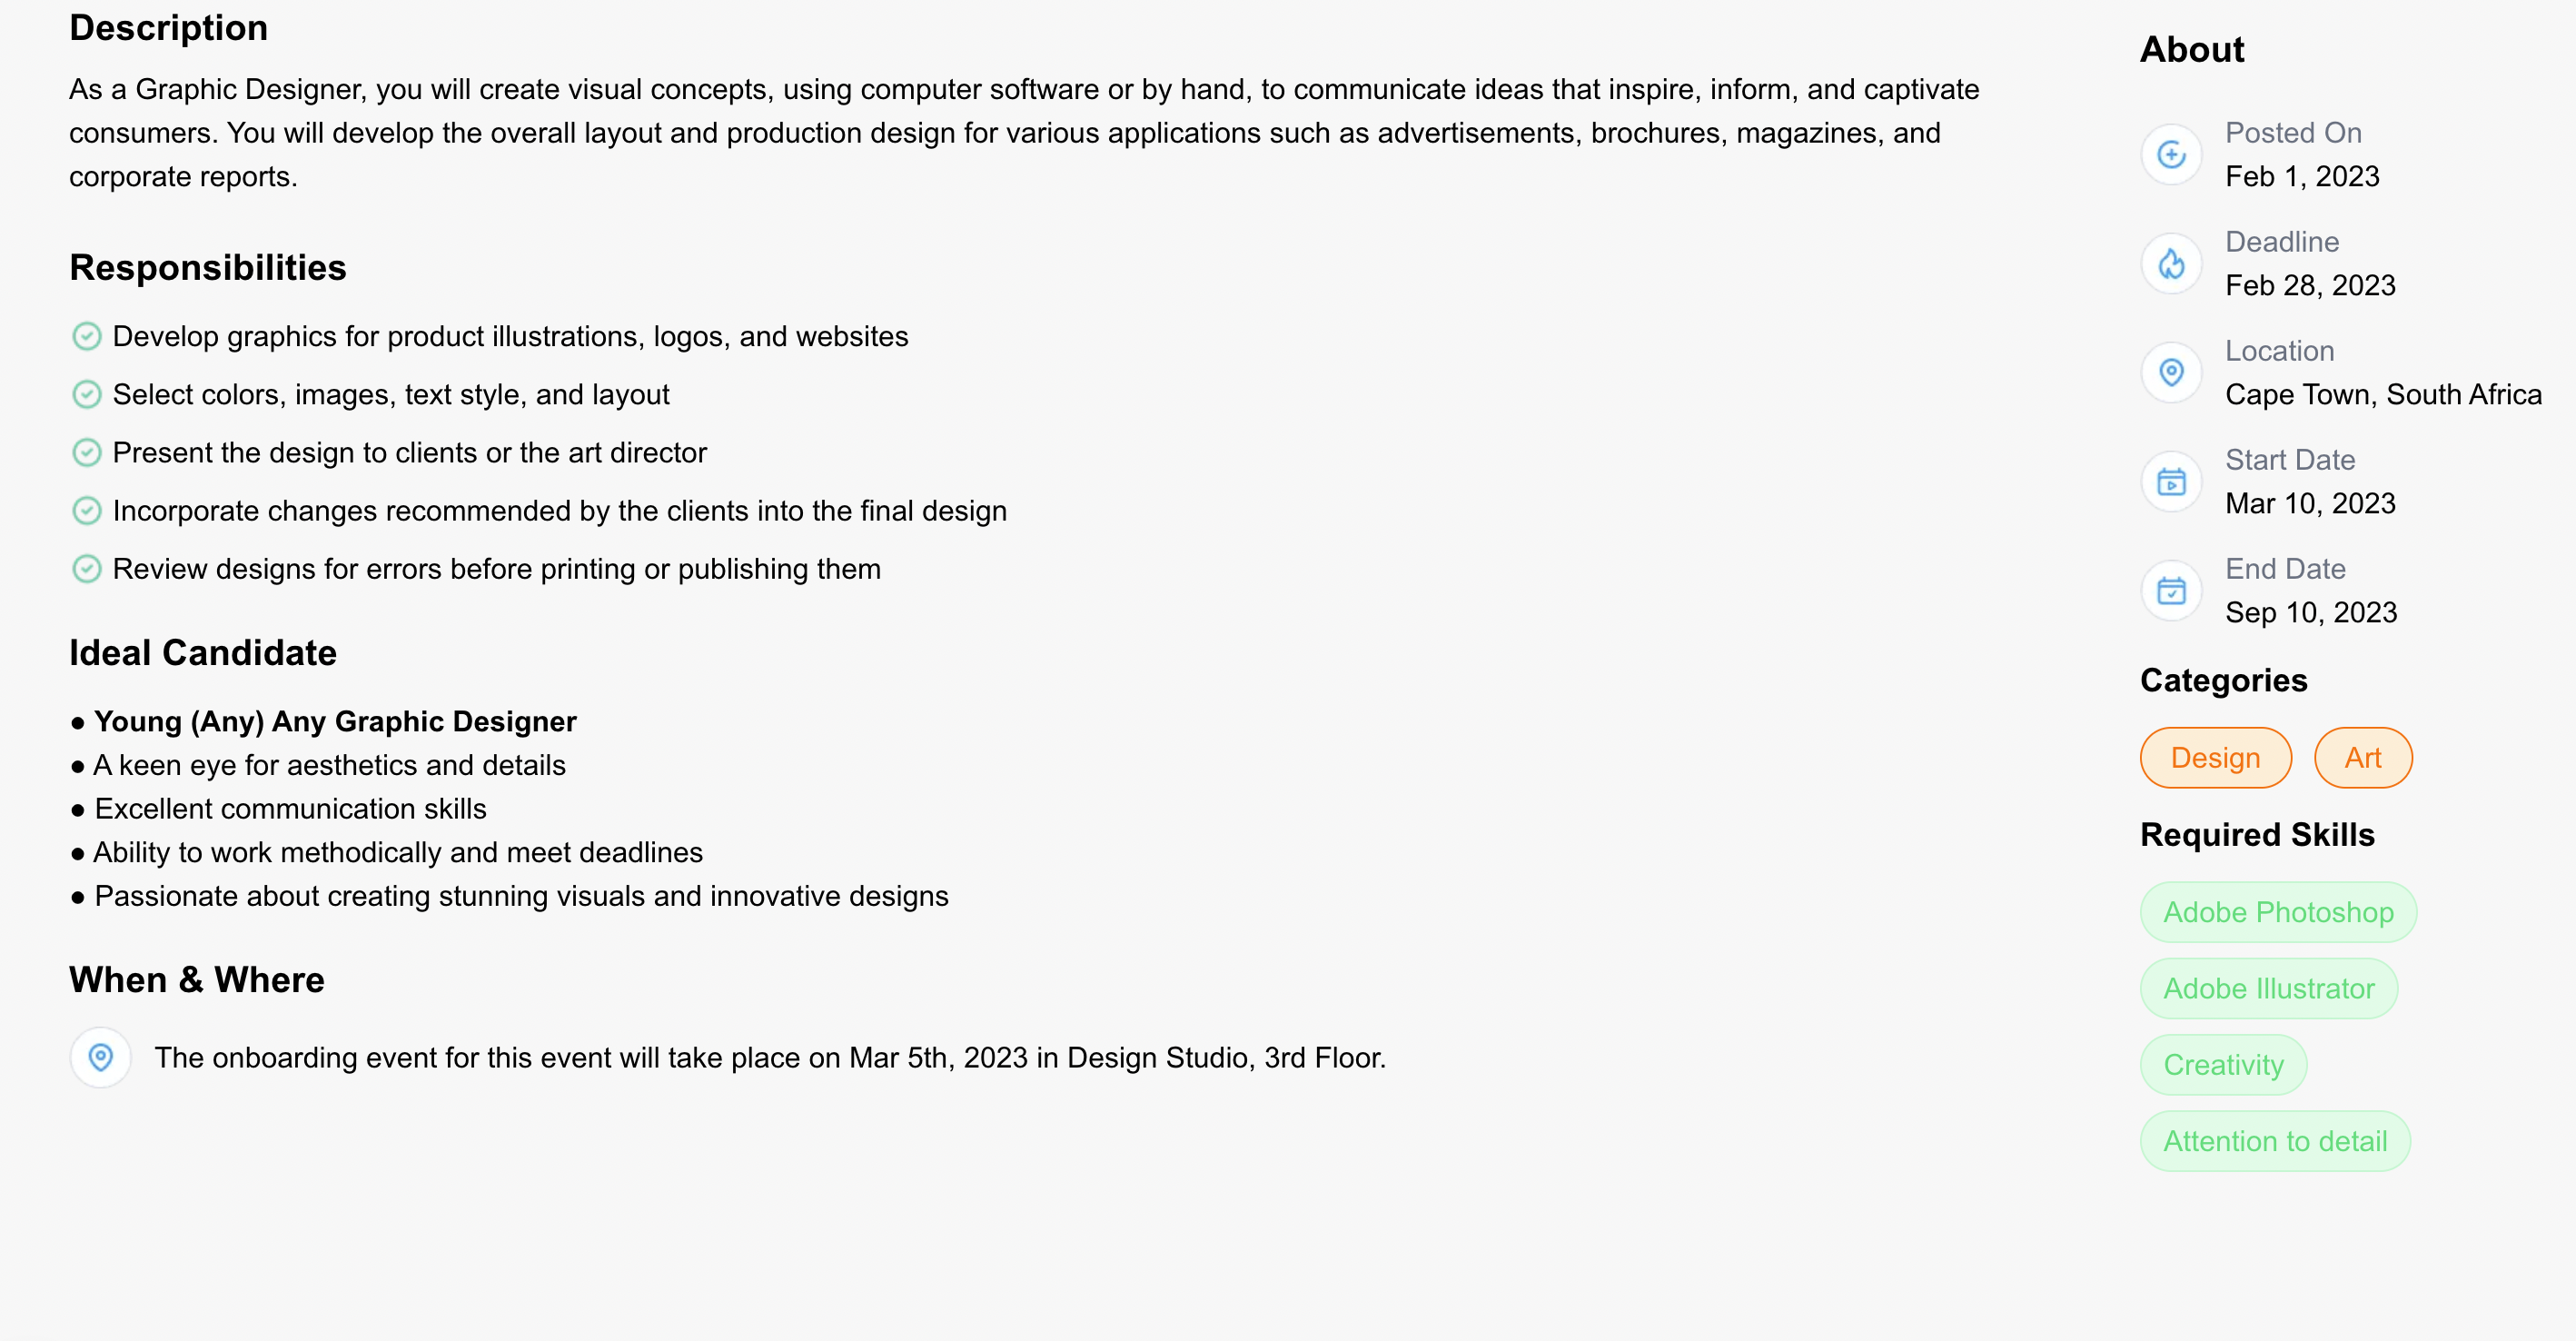 Description
As a Graphic Designer, you will create visual concepts, using computer software or by hand, to communicate ideas that inspire, inform, and captivate
consumers. You will develop the overall layout and production design for various applications such as advertisements, brochures, magazines, and
corporate reports.
Responsibilities
Develop graphics for product illustrations, logos, and websites
Select colors, images, text style, and layout
Present the design to clients or the art director
Incorporate changes recommended by the clients into the final design
Review designs for errors before printing or publishing them
Ideal Candidate
● Young (Any) Any Graphic Designer
● A keen eye for aesthetics and details
● Excellent communication skills
● Ability to work methodically and meet deadlines
● Passionate about creating stunning visuals and innovative designs
When & Where
The onboarding event for this event will take place on Mar 5th, 2023 in Design Studio, 3rd Floor.
About
Posted On
Feb 1, 2023
Deadline
Feb 28, 2023
Location
Cape Town, South Africa
Start Date
Mar 10, 2023
End Date
Sep 10, 2023
Categories
Design Art
Required Skills
Adobe Photoshop
Adobe Illustrator
Creativity
Attention to detail